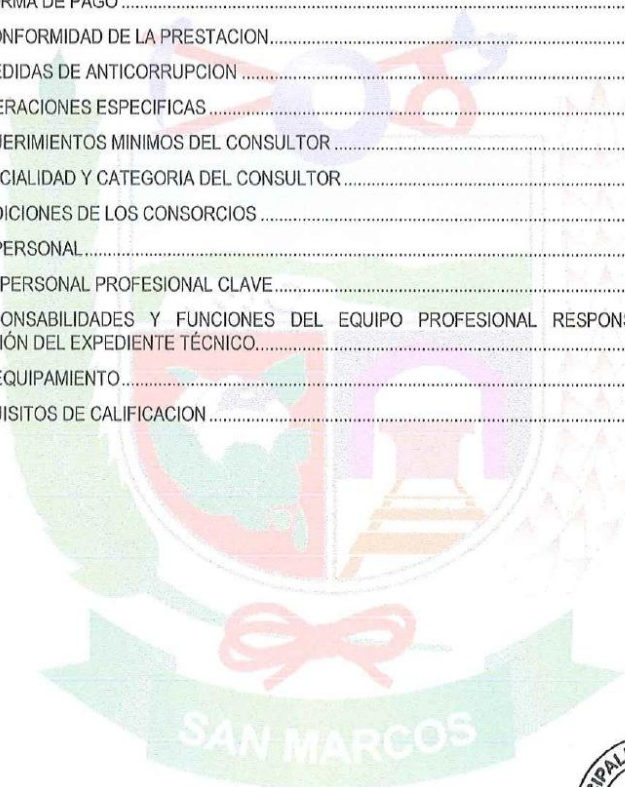 RMA DE PAGO
ONFORMIDAD DE LA PRESTACION
EDIDAS DE ANTICORRUPCION
ERACIONES ESPECIFICAS
UERIMIENTOS MINIMOS DEL CONSULTOR
CIALIDAD Y CATEGORIA DEL CONSULTOR
DICIONES DE LOS CONSORCIOS
PERSONAL
PERSONAL PROFESIONAL CLAVE
ONSABILIDADES Y FUNCIONES DEL EQUIPO PROFESIONAL RESPONS
IÓN DEL EXPEDIENTE TÉCNICO
EQUIPAMIENTO
UISITOS DE CALIFICACION
SAN MARCOS
IPALI